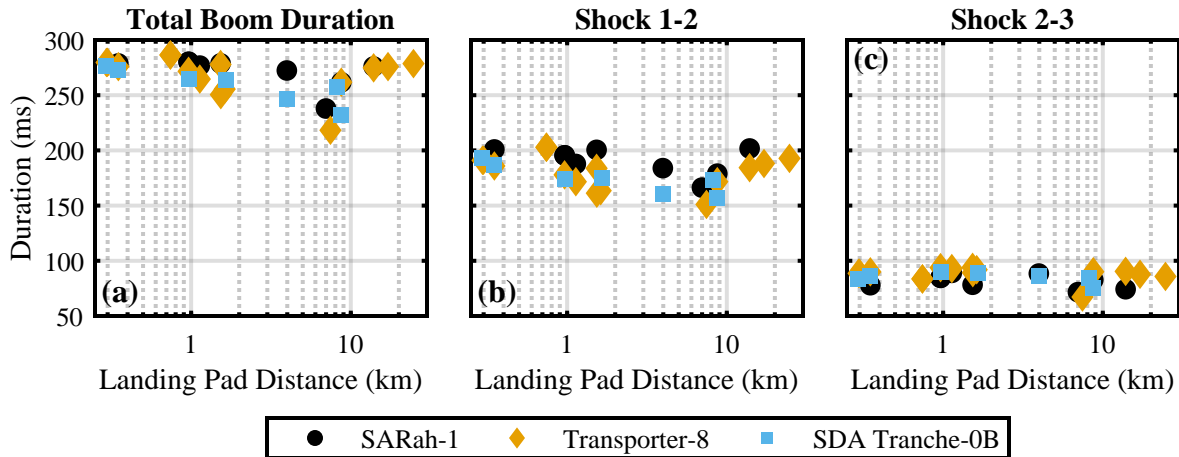 Total Boom Duration
Shock 1-2
Shock 2-3
Duration (ms)
300
250
200
150
100
50
(a)
(b)
(c)
1
10
1
10
1
10
Landing Pad Distance (km)
Landing Pad Distance (km)
Landing Pad Distance (km)
SARah-1
Transporter-8
SDA Tranche-0B